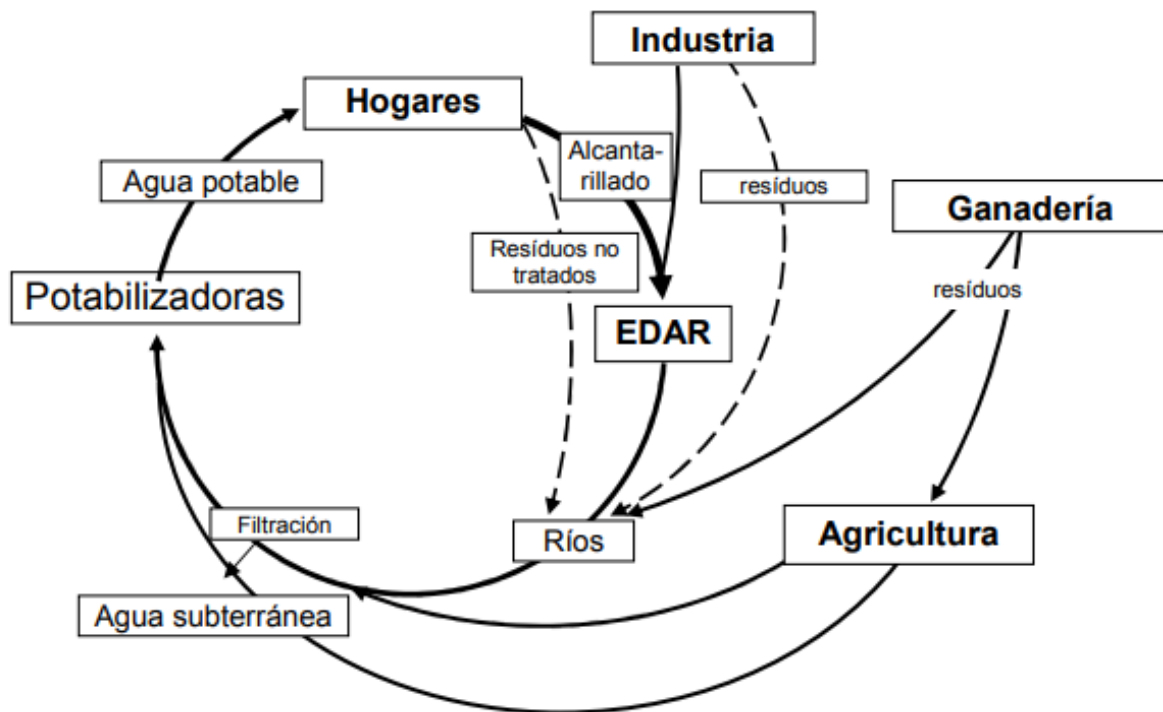 Industria
Hogares
Alcanta-
rillado
resíduos
Agua potable
Ganadería
Resíduos no
tratados
Potabilizadoras
resíduos
EDAR
Filtración
Ríos
Agricultura
Agua subterránea